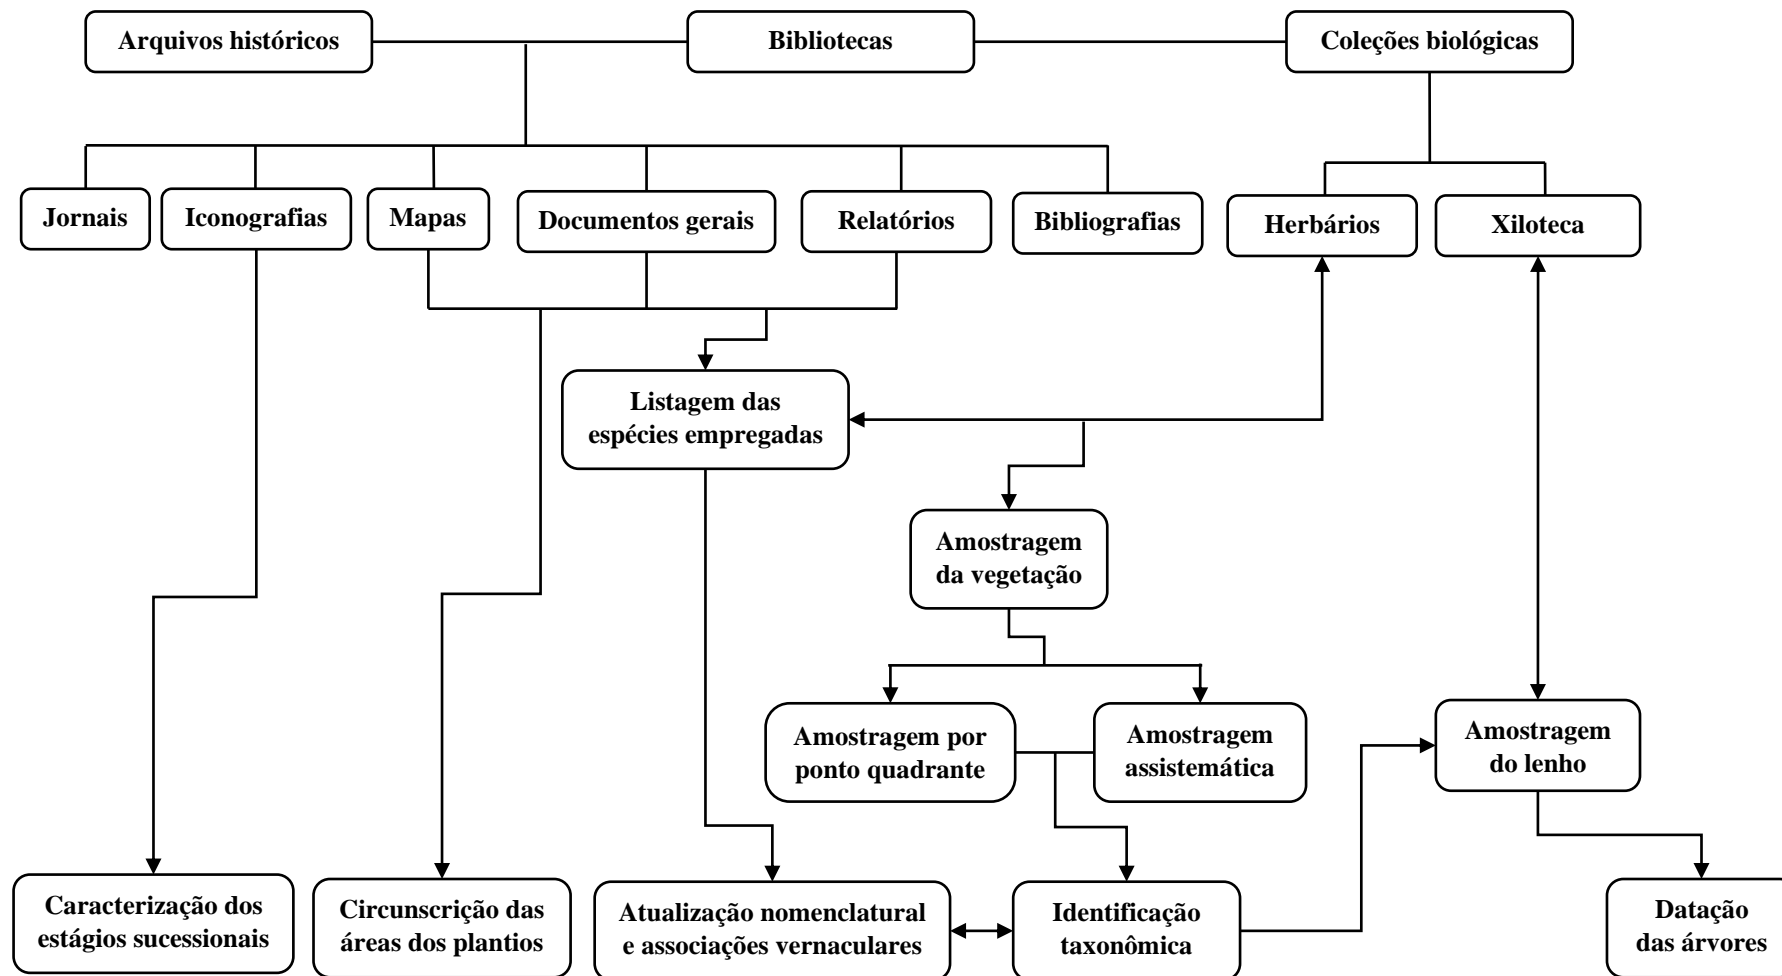 Arquivos históricos
Bibliotecas
Coleções biológicas
Jornais
Iconografias
Mapas
Documentos gerais
Relatórios
Bibliografias
Herbários
Xiloteca
Listagem das
espécies empregadas
Amostragem
da vegetação
Amostragem por
ponto quadrante
Amostragem
assistemática
Amostragem
do lenho
Caracterização dos
estágios sucessionais
Circunscrição das
áreas dos plantios
Atualização nomenclatural
e associações vernaculares
Identificação
taxonômica
Datação
das árvores